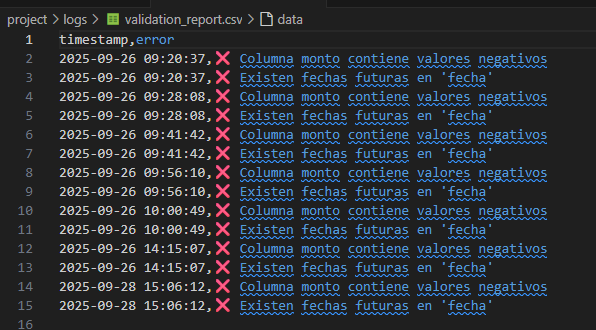 project > logs > validation_report.csv > data
1 timestamp,error
2 2025-09-26 09:20:37,❌ Columna monto contiene valores negativos
3 2025-09-26 09:20:37,❌ Existen fechas futuras en 'fecha'
4 2025-09-26 09:28:08,❌ Columna monto contiene valores negativos
5 2025-09-26 09:28:08,❌ Existen fechas futuras en 'fecha'
6 2025-09-26 09:41:42,❌ Columna monto contiene valores negativos
7 2025-09-26 09:41:42,❌ Existen fechas futuras en 'fecha'
8 2025-09-26 09:56:10,❌ Columna monto contiene valores negativos
9 2025-09-26 09:56:10,❌ Existen fechas futuras en 'fecha'
10 2025-09-26 10:00:49,❌ Columna monto contiene valores negativos
11 2025-09-26 10:00:49,❌ Existen fechas futuras en 'fecha'
12 2025-09-26 14:15:07,❌ Columna monto contiene valores negativos
13 2025-09-26 14:15:07,❌ Existen fechas futuras en 'fecha'
14 2025-09-28 15:06:12,❌ Columna monto contiene valores negativos
15 2025-09-28 15:06:12,❌ Existen fechas futuras en 'fecha'
16